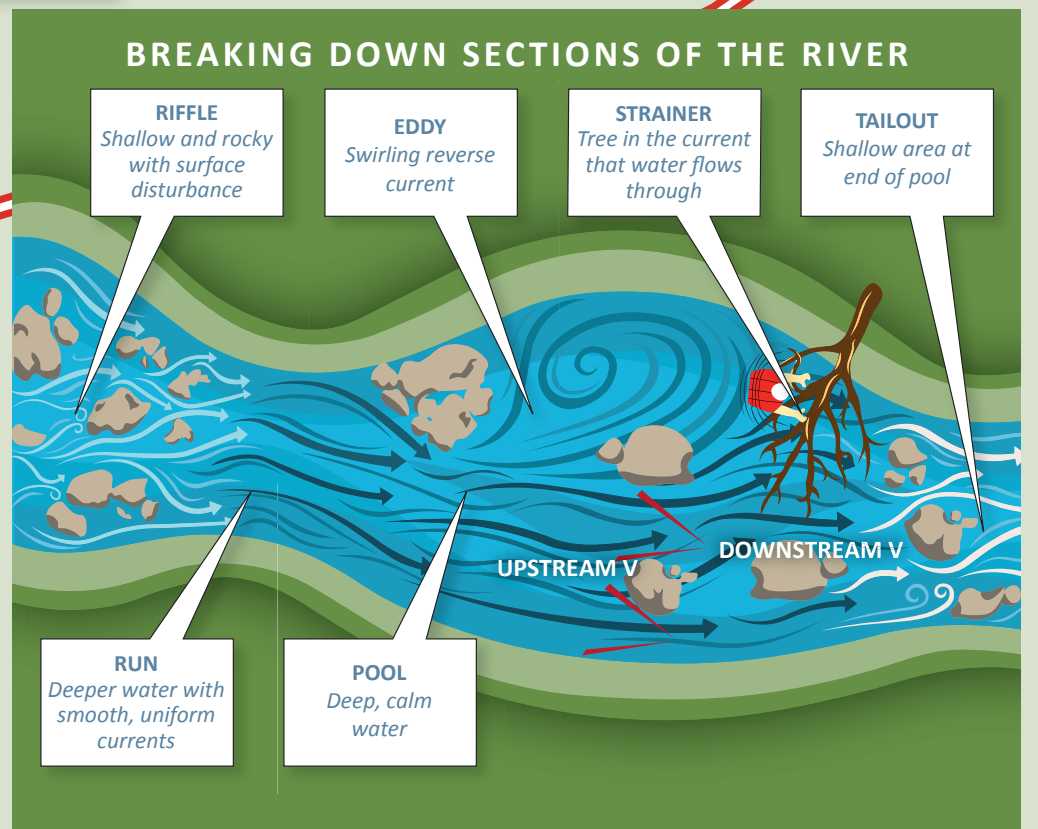 BREAKING DOWN SECTIONS OF THE RIVER
RIFFLE
Shallow and rocky
with surface
disturbance
EDDY
Swirling reverse
current
STRAINER
Tree in the current
that water flows
through
TAILOUT
Shallow area at
end of pool
UPSTREAM V
DOWNSTREAM V
RUN
Deeper water with
smooth, uniform
currents
POOL
Deep, calm
water